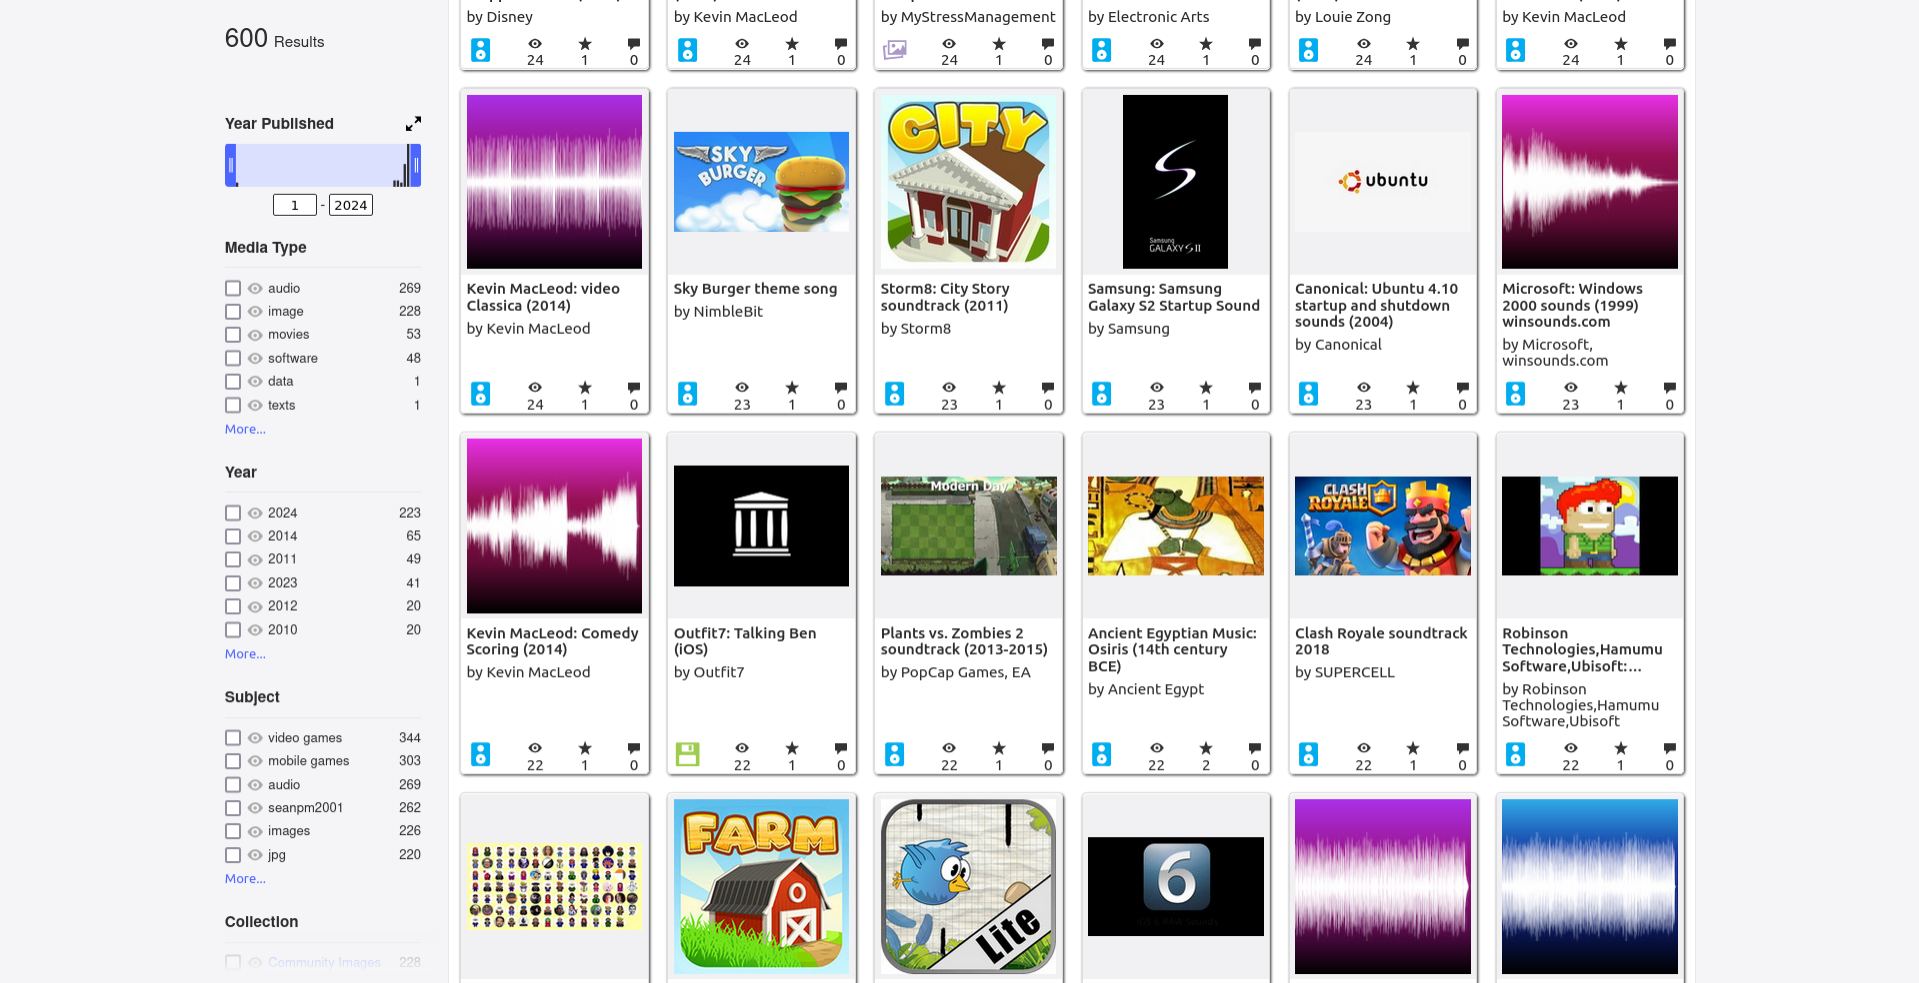 600 Results
Year Published
1 - 2024
Media Type
audio 269
image 228
movies 53
software 48
data 1
texts 1
More...
Year
2024 223
2014 65
2011 49
2023 41
2012 20
2010 20
More...
Subject
video games 344
mobile games 303
audio 269
seanpm2001 262
images 226
jpg 220
More...
Collection
Community Images 228
by Disney
24 1 0
by Kevin MacLeod
24 1 0
by MyStressManagement
24 1 0
by Electronic Arts
24 1 0
by Louie Zong
24 1 0
by Kevin MacLeod
24 1 0
Kevin MacLeod: video
Classica (2014)
by Kevin MacLeod
24 1 0
SKY
BURGER
Sky Burger theme song
by NimbleBit
23 1 0
CITY
Storm8: City Story
soundtrack (2011)
by Storm8
23 1 0
Samsung
GALAXY S II
Samsung: Samsung
Galaxy S2 Startup Sound
by Samsung
23 1 0
ubuntu
Canonical: Ubuntu 4.10
startup and shutdown
sounds (2004)
by Canonical
23 1 0
Microsoft: Windows
2000 sounds (1999)
winsounds.com
by Microsoft,
winsounds.com
23 1 0
Kevin MacLeod: Comedy
Scoring (2014)
by Kevin MacLeod
22 1 0
Outfit7: Talking Ben
(iOS)
by Outfit7
22 1 0
Modern Day
Plants vs. Zombies 2
soundtrack (2013-2015)
by PopCap Games, EA
22 1 0
Ancient Egyptian Music:
Osiris (14th century
BCE)
by Ancient Egypt
22 2 0
CLASH
ROYALE
Clash Royale soundtrack
2018
by SUPERCELL
22 1 0
Robinson
Technologies,Hamumu
Software,Ubisoft:...
by Robinson
Technologies,Hamumu
Software,Ubisoft
22 1 0
FARM
Lite
6